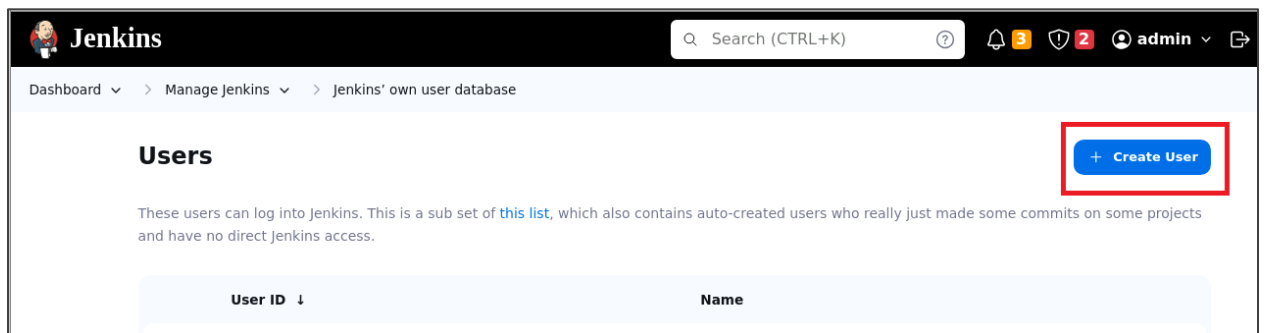 Jenkins
Search (CTRL+K)
3
2
admin
Dashboard > Manage Jenkins > Jenkins’ own user database
Users
+ Create User
These users can log into Jenkins. This is a sub set of this list, which also contains auto-created users who really just made some commits on some projects
and have no direct Jenkins access.
User ID ↓
Name